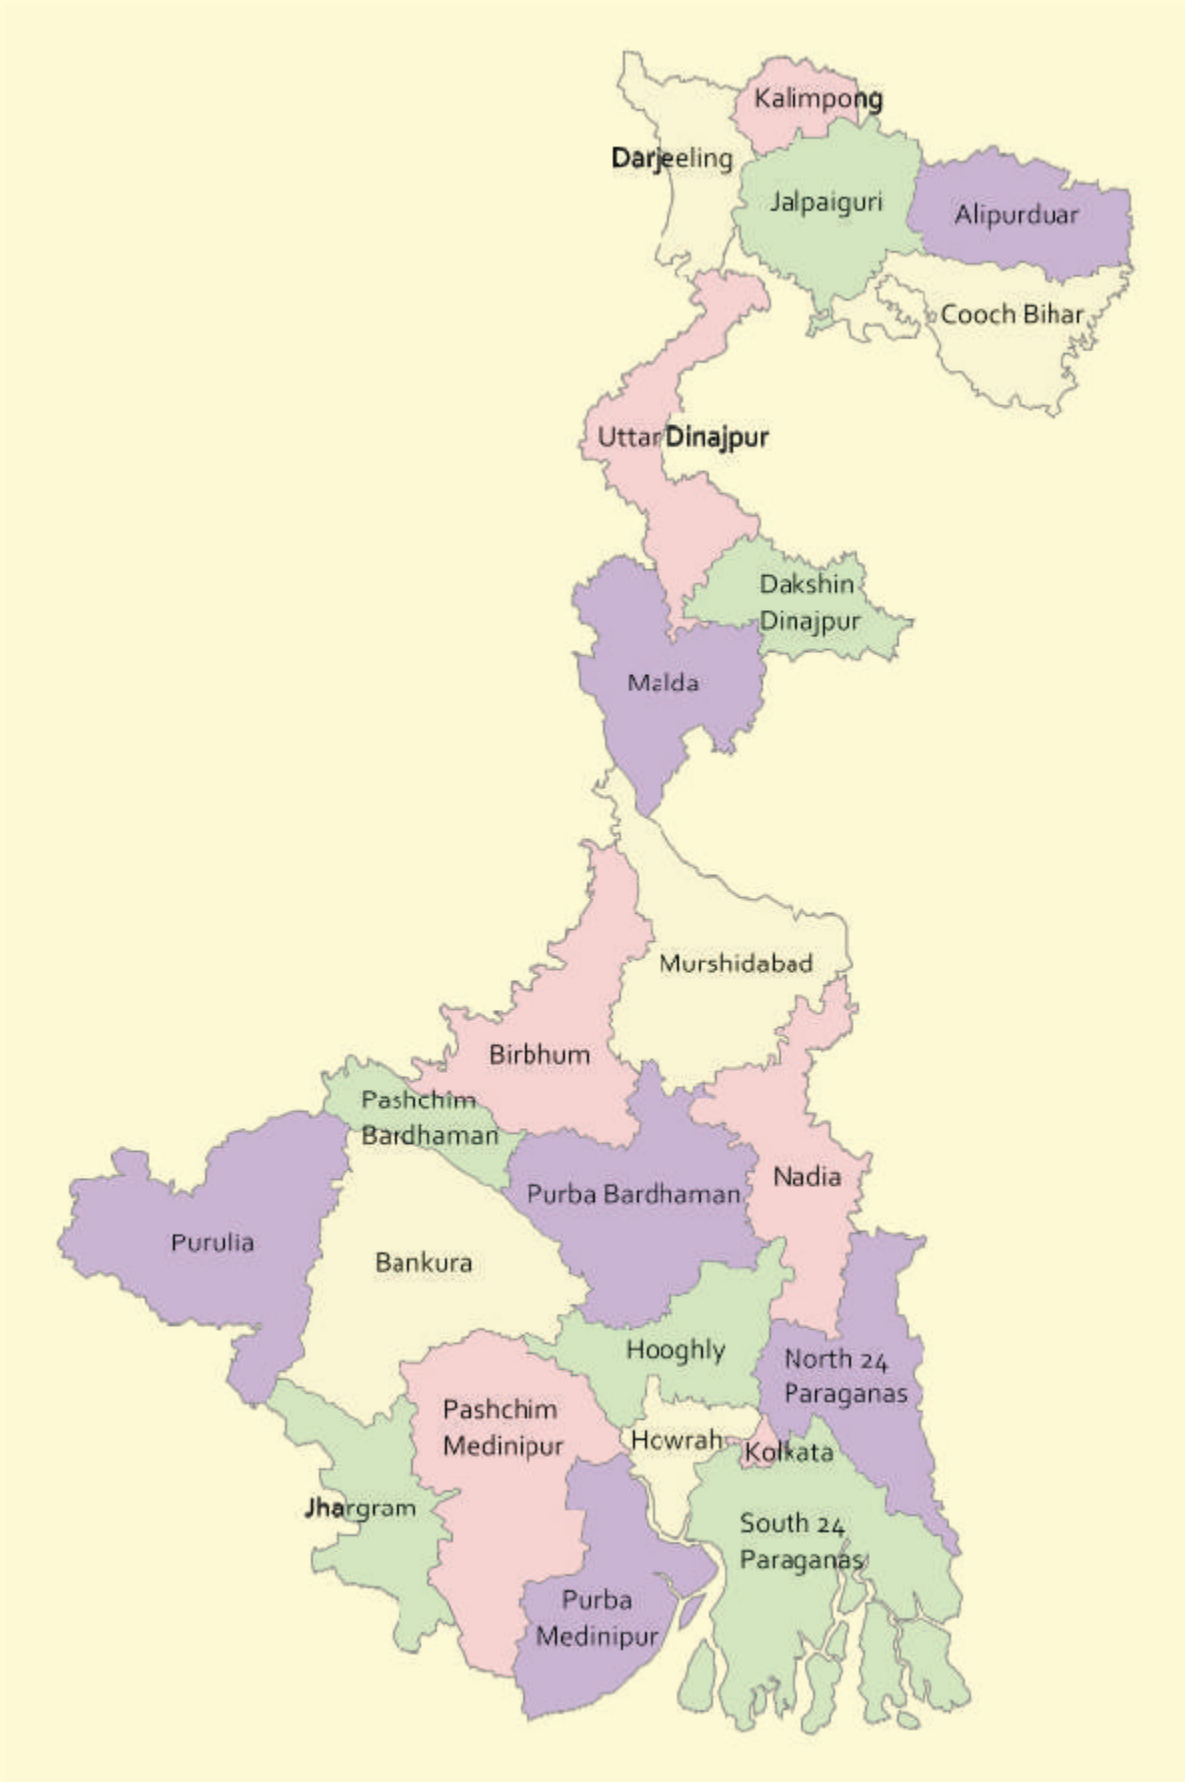 Kalimpong
Darjeeling
Jalpaiguri
Alipurduar
Cooch Bihar
Uttar Dinajpur
Dakshin
Dinajpur
Malda
Murshidabad
Birbhum
Pashchim
Bardhaman
Nadia
Purba Bardhaman
Purulia
Bankura
Hooghly
North 24
Paraganas
Pashchim
Medinipur
Howrah
Kolkata
Jhargram
South 24
Paraganas
Purba
Medinipur